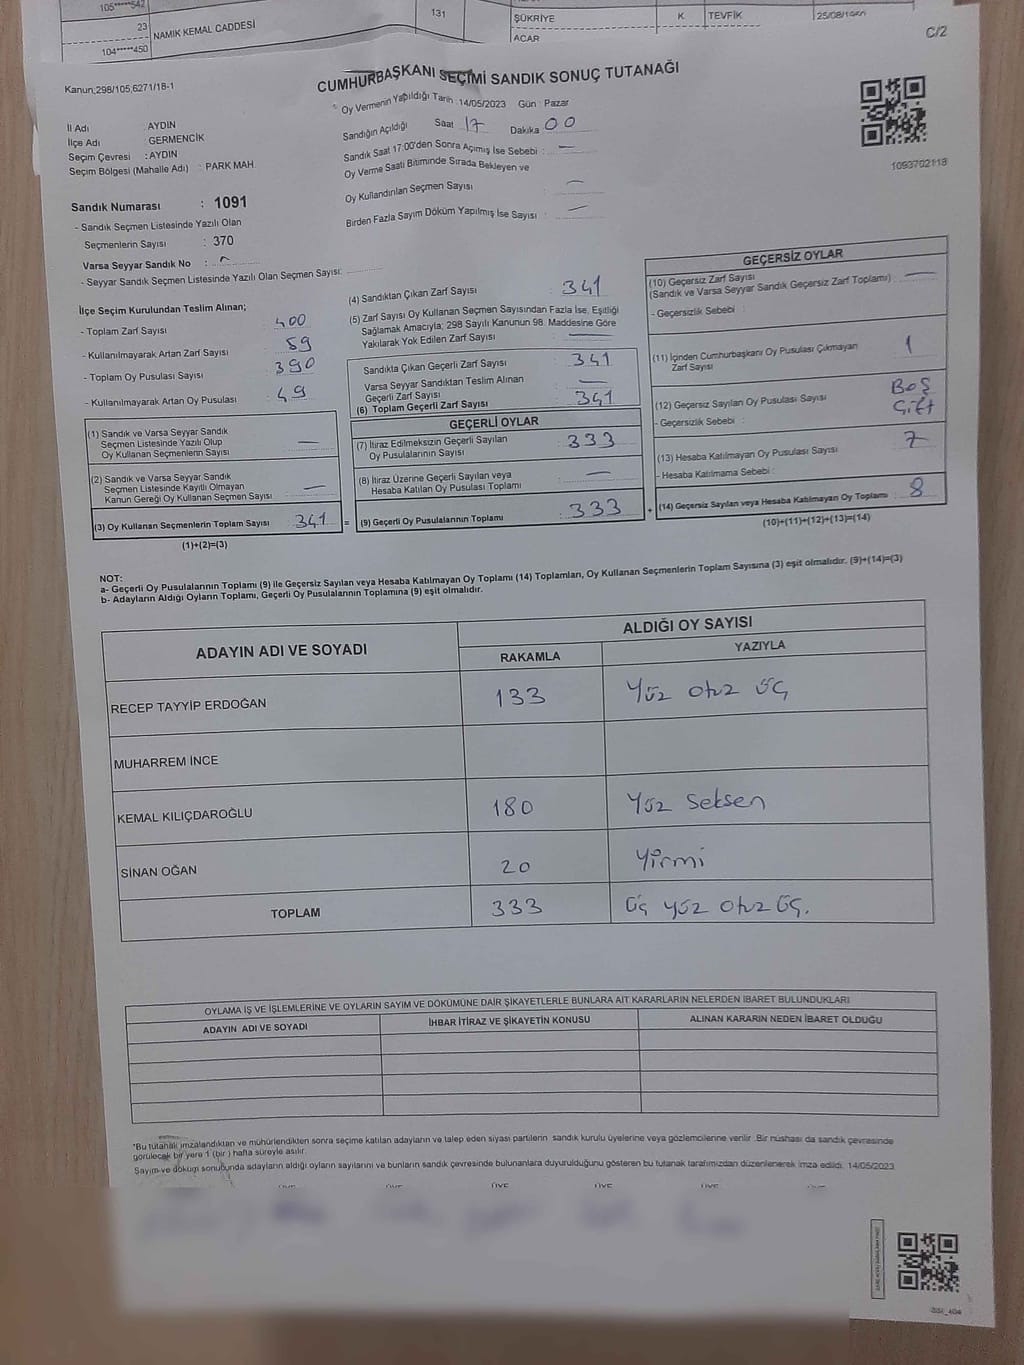 105*****542
23
NAMIK KEMAL CADDESİ
104*****450
131
ŞÜKRİYE
K
TEVFİK
ACAR
C/2
Kanun,298/105,6271/18-1
CUMHURBAŞKANI SEÇİMİ SANDIK SONUÇ TUTANAĞI
Oy Vermenin Yapıldığı Tarih :14/05/2023 Gün : Pazar
İl Adı : AYDIN
İlçe Adı : GERMENCİK
Seçim Çevresi : AYDIN
Seçim Bölgesi (Mahalle Adı) : PARK MAH
Sandığın Açıldığı Saat 17 Dakika 00
Sandık Saat 17:00'den Sonra Açımış İse Sebebi : —
Oy Verme Saati Bitiminde Sırada Bekleyen ve
Oy Kullandırılan Seçmen Sayısı : —
Birden Fazla Sayım Döküm Yapılmış İse Sayısı : —
1093702118
Sandık Numarası : 1091
- Sandık Seçmen Listesinde Yazılı Olan
Seçmenlerin Sayısı : 370
Varsa Seyyar Sandık No :
- Seyyar Sandık Seçmen Listesinde Yazılı Olan Seçmen Sayısı:
İlçe Seçim Kurulundan Teslim Alınan;
- Toplam Zarf Sayısı : 400
- Kullanılmayarak Artan Zarf Sayısı : 59
- Toplam Oy Pusulası Sayısı : 390
- Kullanılmayarak Artan Oy Pusulası : 49
(1) Sandık ve Varsa Seyyar Sandık
Seçmen Listesinde Yazılı Olup
Oy Kullanan Seçmenlerin Sayısı : —
(2) Sandık ve Varsa Seyyar Sandık
Seçmen Listesinde Kayıtlı Olmayan
Kanun Gereği Oy Kullanan Seçmen Sayısı : —
(3) Oy Kullanan Seçmenlerin Toplam Sayısı : 341 =
(1)+(2)=(3)
(4) Sandıktan Çıkan Zarf Sayısı : 341
(5) Zarf Sayısı Oy Kullanan Seçmen Sayısından Fazla İse, Eşitliği
Sağlamak Amacıyla; 298 Sayılı Kanunun 98. Maddesine Göre
Yakılarak Yok Edilen Zarf Sayısı : —
Sandıkta Çıkan Geçerli Zarf Sayısı : 341
Varsa Seyyar Sandıktan Teslim Alınan
Geçerli Zarf Sayısı : —
(6) Toplam Geçerli Zarf Sayısı : 341
GEÇERLİ OYLAR
(7) İtiraz Edilmeksizin Geçerli Sayılan
Oy Pusulalarının Sayısı : 333
(8) İtiraz Üzerine Geçerli Sayılan veya
Hesaba Katılan Oy Pusulası Toplamı : —
(9) Geçerli Oy Pusulalarının Toplamı : 333 +
GEÇERSİZ OYLAR
(10) Geçersiz Zarf Sayısı
(Sandık ve Varsa Seyyar Sandık Geçersiz Zarf Toplamı) : —
- Geçersizlik Sebebi :
(11) İçinden Cumhurbaşkanı Oy Pusulası Çıkmayan
Zarf Sayısı : 1
(12) Geçersiz Sayılan Oy Pusulası Sayısı : Boş
- Geçersizlik Sebebi : Çift
(13) Hesaba Katılmayan Oy Pusulası Sayısı : 7
- Hesaba Katılmama Sebebi :
(14) Geçersiz Sayılan veya Hesaba Katılmayan Oy Toplamı : 8
(10)+(11)+(12)+(13)=(14)
NOT:
a- Geçerli Oy Pusulalarının Toplamı (9) ile Geçersiz Sayılan veya Hesaba Katılmayan Oy Toplamı (14) Toplamları, Oy Kullanan Seçmenlerin Toplam Sayısına (3) eşit olmalıdır. (9)+(14)=(3)
b- Adayların Aldığı Oyların Toplamı, Geçerli Oy Pusulalarının Toplamına (9) eşit olmalıdır.
ADAYIN ADI VE SOYADI
ALDIĞI OY SAYISI
RAKAMLA
YAZIYLA
RECEP TAYYİP ERDOĞAN 133 Yüz otuz üç
MUHARREM İNCE
KEMAL KILIÇDAROĞLU 180 Yüz Seksen
SİNAN OĞAN 20 Yirmi
TOPLAM 333 Üç yüz otuz Üç.
OYLAMA İŞ VE İŞLEMLERİNE VE OYLARIN SAYIM VE DÖKÜMÜNE DAİR ŞİKAYETLERLE BUNLARA AİT KARARLARIN NELERDEN İBARET BULUNDUKLARI
ADAYIN ADI VE SOYADI
İHBAR İTİRAZ VE ŞİKAYETİN KONUSU
ALINAN KARARIN NEDEN İBARET OLDUĞU
*Bu tutanak imzalandıktan ve mühürlendikten sonra seçime katılan adayların ve talep eden siyasi partilerin sandık kurulu üyelerine veya gözlemcilerine verilir .Bir nüshası da sandık çevresinde
görülecek bir yere 1 (bir ) hafta süreyle asılır.
Sayım ve döküm sonucunda adayların aldığı oyların sayılarını ve bunların sandık çevresinde bulunanlara duyurulduğunu gösteren bu tutanak tarafımızdan düzenlenerek imza edildi. 14/05/2023
ÜYE ÜYE ÜYE ÜYE ÜYE ÜYE